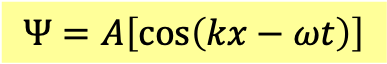 Ψ = A[cos(kx − ωt)]